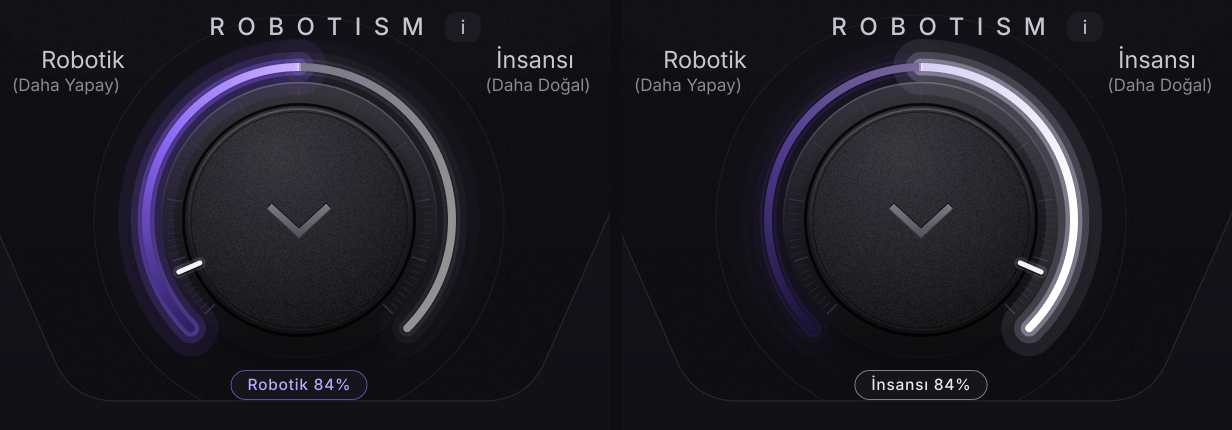 ROBOTISM i
Robotik
(Daha Yapay)
İnsansı
(Daha Doğal)
Robotik 84%
ROBOTISM i
Robotik
(Daha Yapay)
İnsansı
(Daha Doğal)
İnsansı 84%